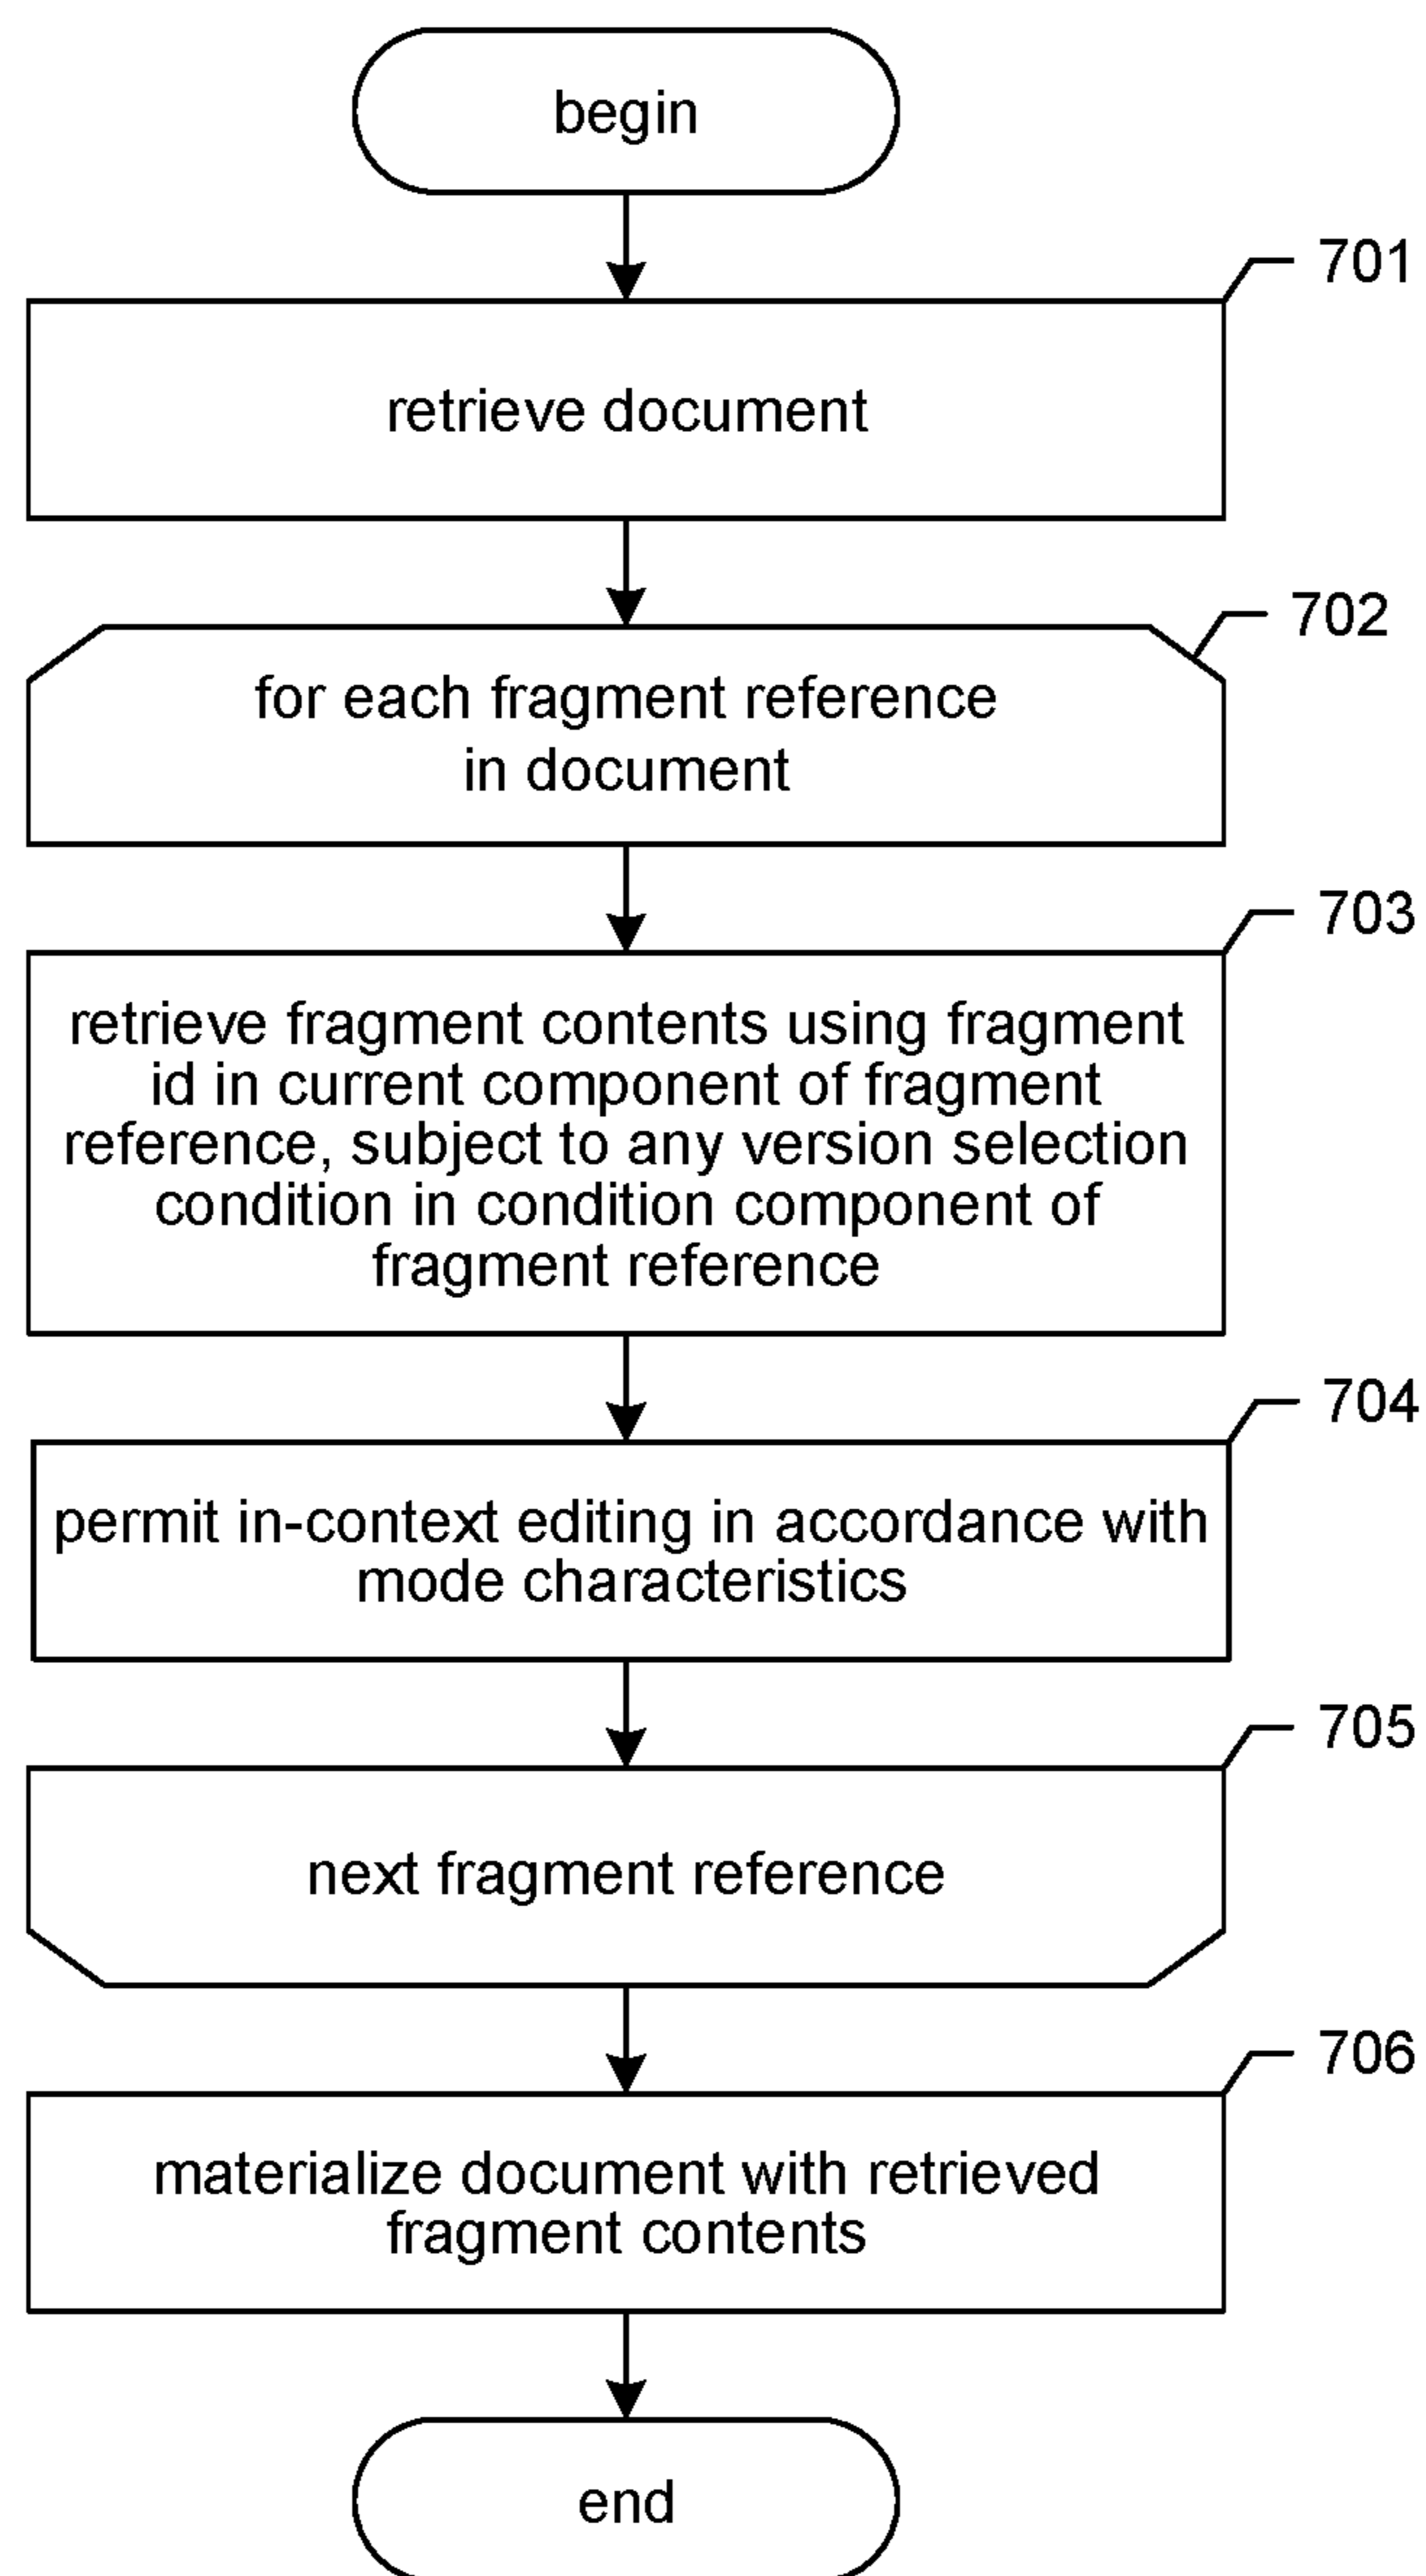 begin
701
retrieve document
702
for each fragment reference
in document
703
retrieve fragment contents using fragment
id in current component of fragment
reference, subject to any version selection
condition in condition component of
fragment reference
704
permit in-context editing in accordance with
mode characteristics
705
next fragment reference
706
materialize document with retrieved
fragment contents
end